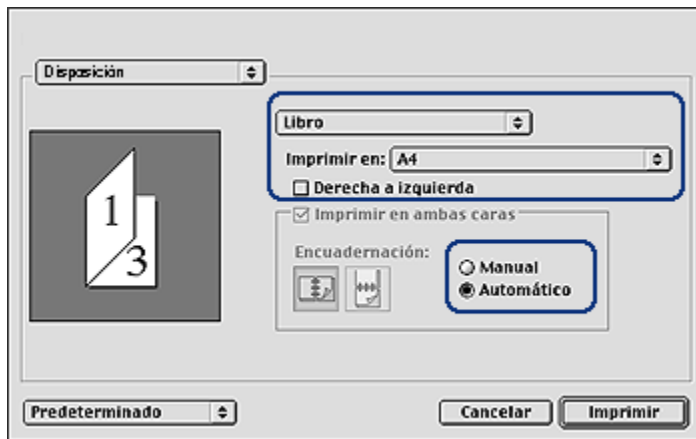 Disposición
Libro
Imprimir en: A4
Derecha a izquierda
1
3
Imprimir en ambas caras
Encuadernación:
Manual
Automático
Predeterminado
Cancelar
Imprimir